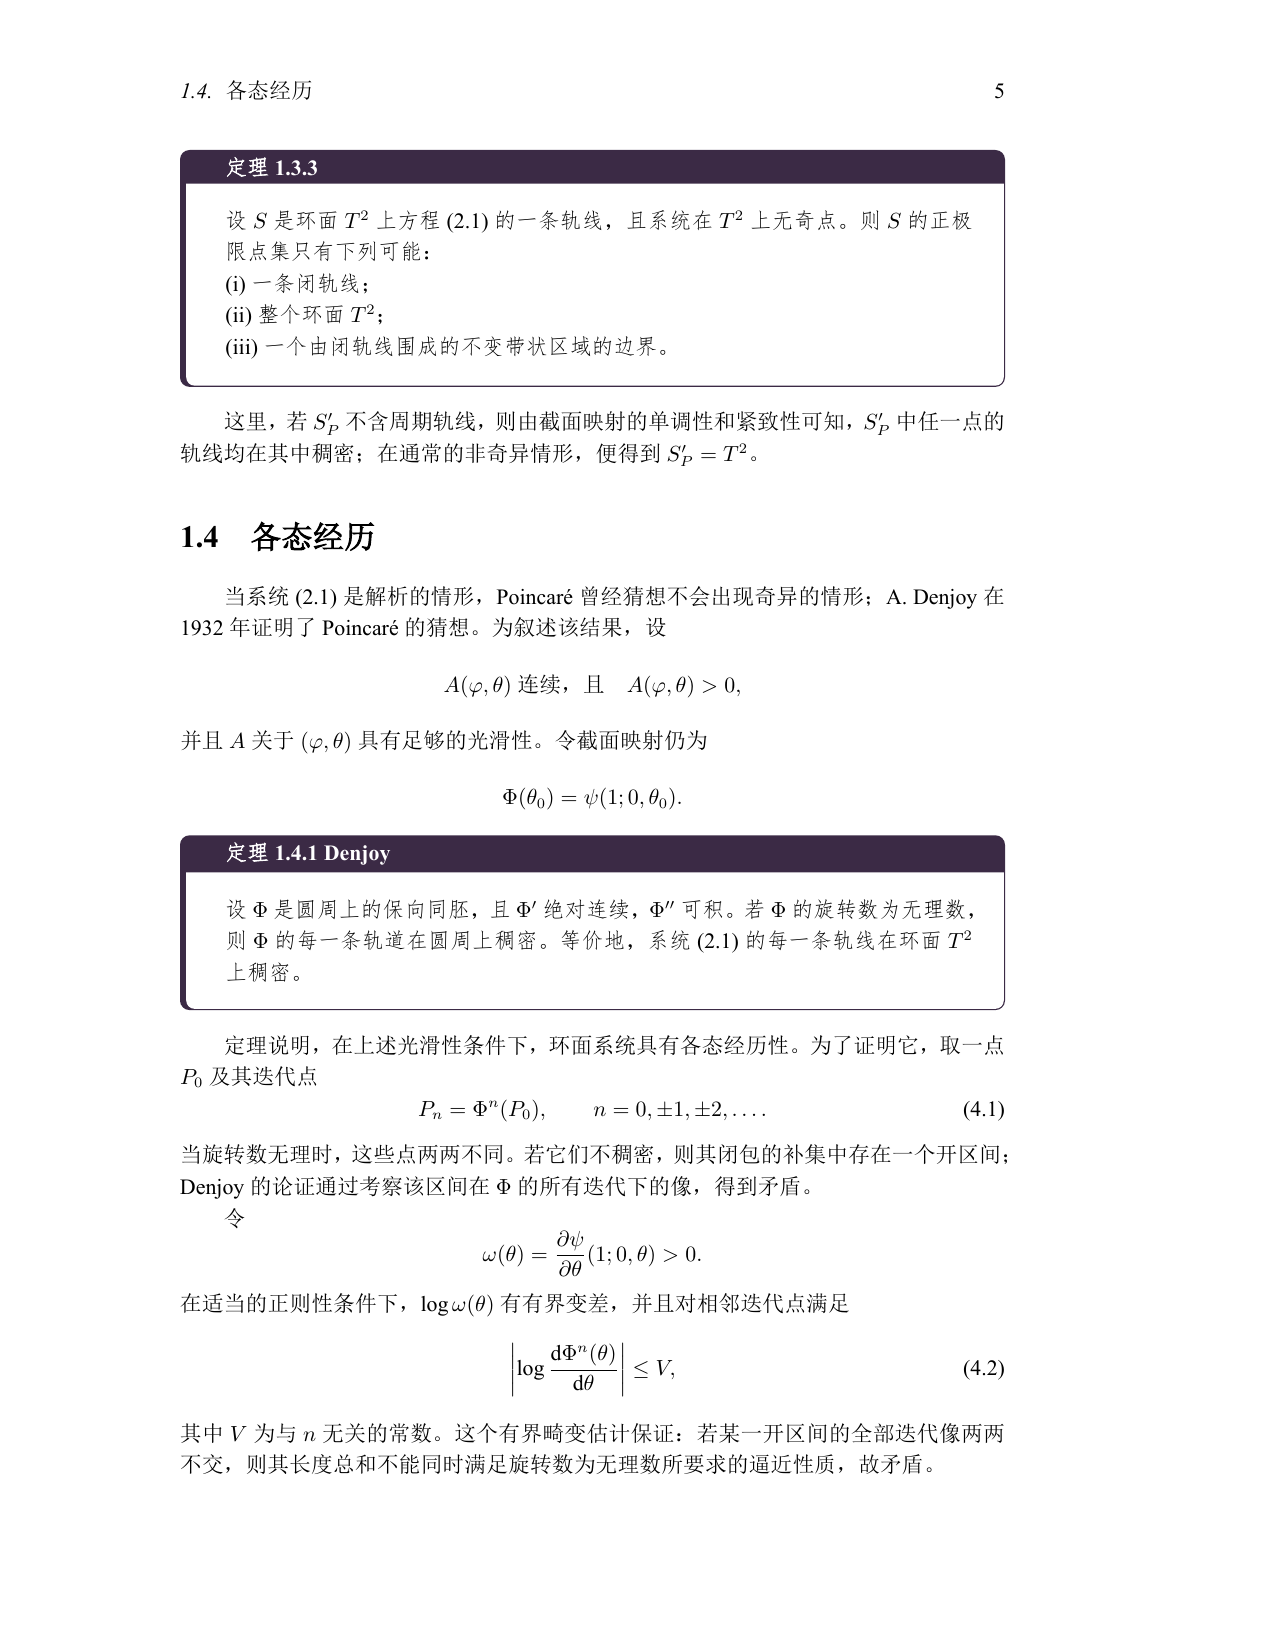 1.4. 各态经历 5
定理 1.3.3
设 S 是环面 T² 上方程 (2.1) 的一条轨线，且系统在 T² 上无奇点。则 S 的正极
限点集只有下列可能：
(i) 一条闭轨线；
(ii) 整个环面 T²；
(iii) 一个由闭轨线围成的不变带状区域的边界。
这里，若 S′_P 不含周期轨线，则由截面映射的单调性和紧致性可知，S′_P 中任一点的
轨线均在其中稠密；在通常的非奇异情形，便得到 S′_P = T²。
1.4 各态经历
当系统 (2.1) 是解析的情形，Poincaré 曾经猜想不会出现奇异的情形；A. Denjoy 在
1932 年证明了 Poincaré 的猜想。为叙述该结果，设
A(φ, θ) 连续，且 A(φ, θ) > 0,
并且 A 关于 (φ, θ) 具有足够的光滑性。令截面映射仍为
Φ(θ₀) = ψ(1; 0, θ₀).
定理 1.4.1 Denjoy
设 Φ 是圆周上的保向同胚，且 Φ′ 绝对连续，Φ″ 可积。若 Φ 的旋转数为无理数，
则 Φ 的每一条轨道在圆周上稠密。等价地，系统 (2.1) 的每一条轨线在环面 T²
上稠密。
定理说明，在上述光滑性条件下，环面系统具有各态经历性。为了证明它，取一点
P₀ 及其迭代点
Pₙ = Φⁿ(P₀), n = 0, ±1, ±2, . . . . (4.1)
当旋转数无理时，这些点两两不同。若它们不稠密，则其闭包的补集中存在一个开区间；
Denjoy 的论证通过考察该区间在 Φ 的所有迭代下的像，得到矛盾。
令
ω(θ) = ∂ψ/∂θ (1; 0, θ) > 0.
在适当的正则性条件下，log ω(θ) 有有界变差，并且对相邻迭代点满足
|log dΦⁿ(θ)/dθ| ≤ V, (4.2)
其中 V 为与 n 无关的常数。这个有界畸变估计保证：若某一开区间的全部迭代像两两
不交，则其长度总和不能同时满足旋转数为无理数所要求的逼近性质，故矛盾。